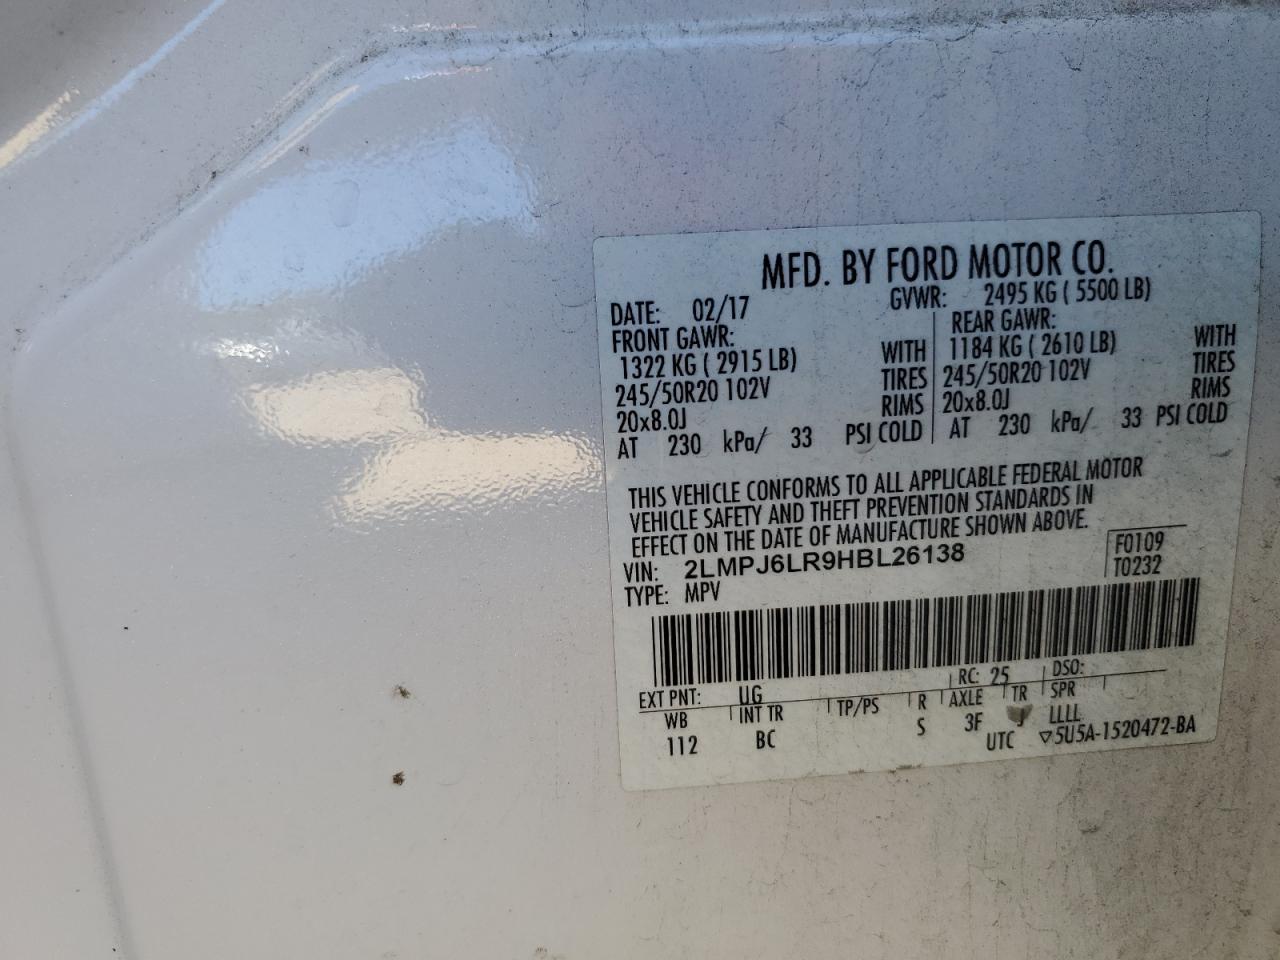 MFD. BY FORD MOTOR CO.
DATE: 02/17 GVWR: 2495 KG ( 5500 LB)
FRONT GAWR: REAR GAWR:
1322 KG ( 2915 LB) WITH 1184 KG ( 2610 LB) WITH
245/50R20 102V TIRES 245/50R20 102V TIRES
20x8.0J RIMS 20x8.0J RIMS
AT 230 kPa/ 33 PSI COLD AT 230 kPa/ 33 PSI COLD
THIS VEHICLE CONFORMS TO ALL APPLICABLE FEDERAL MOTOR
VEHICLE SAFETY AND THEFT PREVENTION STANDARDS IN
EFFECT ON THE DATE OF MANUFACTURE SHOWN ABOVE.
VIN: 2LMPJ6LR9HBL26138 F0109
TYPE: MPV T0232
EXT PNT: UG RC: 25 DSO:
WB INT TR TP/PS R AXLE TR SPR
112 BC S 3F J LLLL
UTC ▽5U5A-1520472-BA